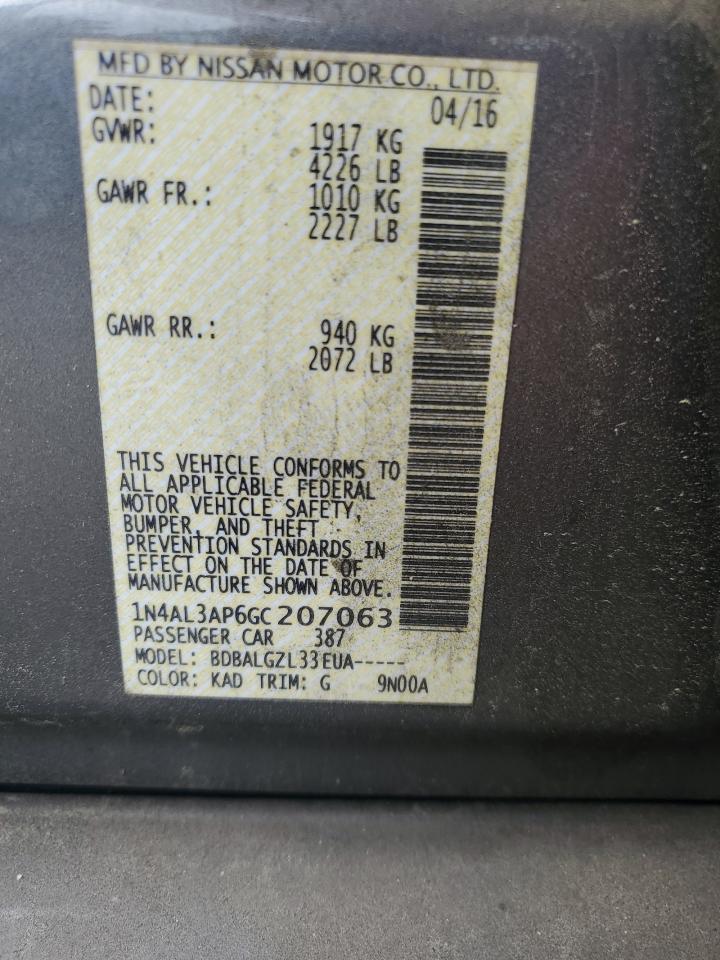 MFD BY NISSAN MOTOR CO., LTD.
DATE: 04/16
GVWR: 1917 KG
4226 LB
GAWR FR.: 1010 KG
2227 LB
GAWR RR.: 940 KG
2072 LB
THIS VEHICLE CONFORMS TO
ALL APPLICABLE FEDERAL
MOTOR VEHICLE SAFETY,
BUMPER, AND THEFT
PREVENTION STANDARDS IN
EFFECT ON THE DATE OF
MANUFACTURE SHOWN ABOVE.
1N4AL3AP6GC207063
PASSENGER CAR 387
MODEL: BDBALGZL33EUA-----
COLOR: KAD TRIM: G 9N00A